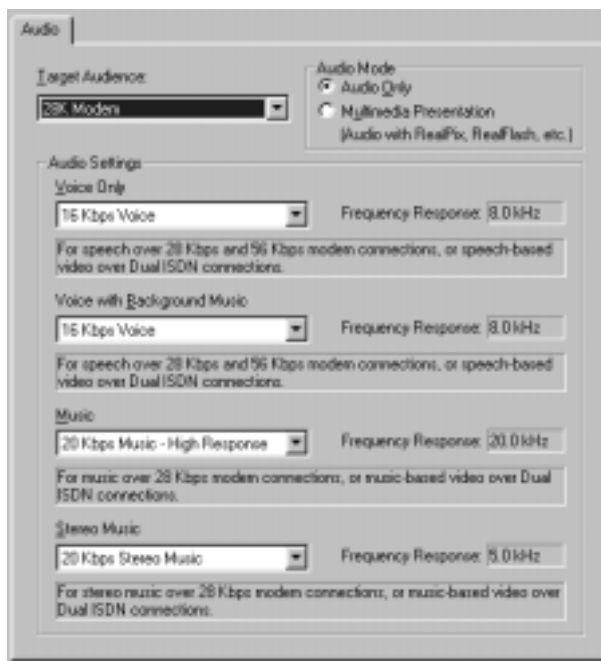 Audio
Target Audience:
28K Modem
Audio Mode
Audio Only
Multimedia Presentation
(Audio with RealPix, RealFlash, etc.)
Audio Settings
Voice Only
16 Kbps Voice
Frequency Response: 8.0 kHz
For speech over 28 Kbps and 56 Kbps modem connections, or speech-based
video over Dual ISDN connections.
Voice with Background Music
16 Kbps Voice
Frequency Response: 8.0 kHz
For speech over 28 Kbps and 56 Kbps modem connections, or speech-based
video over Dual ISDN connections.
Music
20 Kbps Music - High Response
Frequency Response: 20.0 kHz
For music over 28 Kbps modem connections, or music-based video over Dual
ISDN connections.
Stereo Music
20 Kbps Stereo Music
Frequency Response: 5.0 kHz
For stereo music over 28 Kbps modem connections, or music-based video over
Dual ISDN connections.